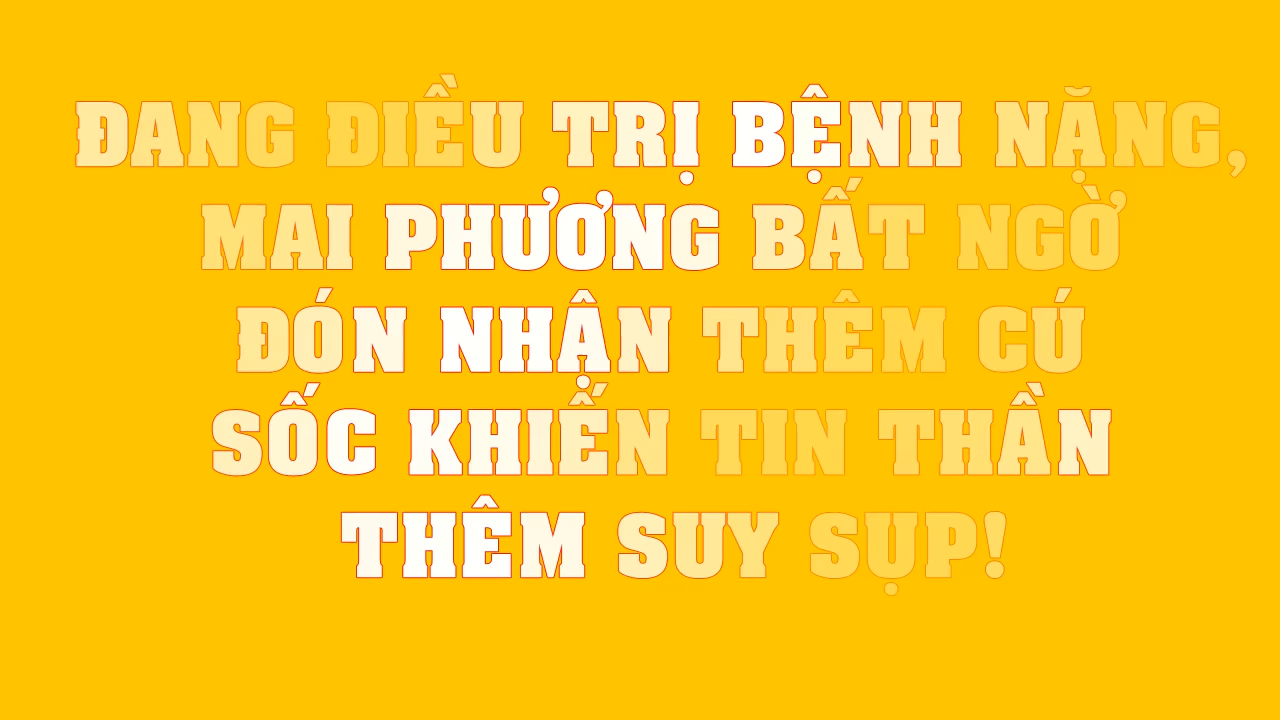 ĐANG ĐIỀU TRỊ BỆNH NẶNG,
MAI PHƯƠNG BẤT NGỜ
ĐÓN NHẬN THÊM CÚ
SỐC KHIẾN TIN THẦN
THÊM SUY SỤP!